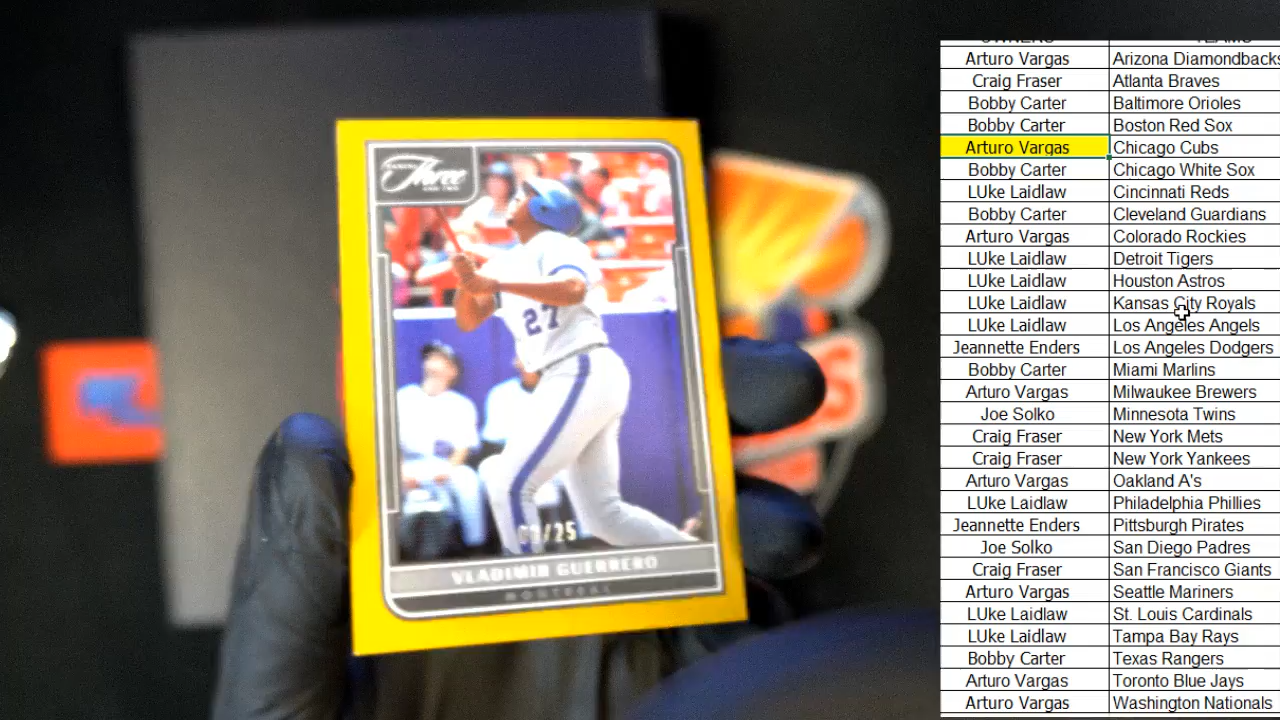 Three
27
/25
VLADIMIR GUERRERO
MONTREAL
OWNERS TEAMS
Arturo Vargas Arizona Diamondbacks
Craig Fraser Atlanta Braves
Bobby Carter Baltimore Orioles
Bobby Carter Boston Red Sox
Arturo Vargas Chicago Cubs
Bobby Carter Chicago White Sox
LUke Laidlaw Cincinnati Reds
Bobby Carter Cleveland Guardians
Arturo Vargas Colorado Rockies
LUke Laidlaw Detroit Tigers
LUke Laidlaw Houston Astros
LUke Laidlaw Kansas City Royals
LUke Laidlaw Los Angeles Angels
Jeannette Enders Los Angeles Dodgers
Bobby Carter Miami Marlins
Arturo Vargas Milwaukee Brewers
Joe Solko Minnesota Twins
Craig Fraser New York Mets
Craig Fraser New York Yankees
Arturo Vargas Oakland A's
LUke Laidlaw Philadelphia Phillies
Jeannette Enders Pittsburgh Pirates
Joe Solko San Diego Padres
Craig Fraser San Francisco Giants
Arturo Vargas Seattle Mariners
LUke Laidlaw St. Louis Cardinals
LUke Laidlaw Tampa Bay Rays
Bobby Carter Texas Rangers
Arturo Vargas Toronto Blue Jays
Arturo Vargas Washington Nationals